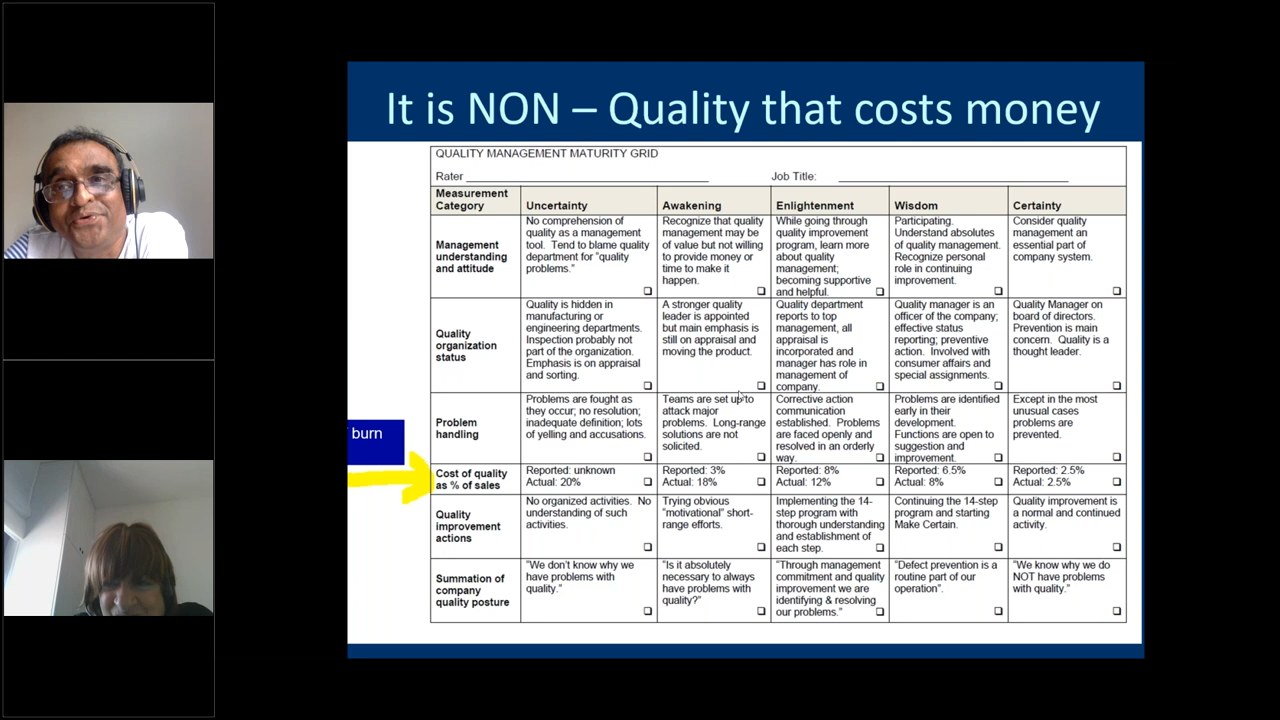 It is NON – Quality that costs money
QUALITY MANAGEMENT MATURITY GRID
Rater Job Title:
Measurement
Category
Uncertainty
Awakening
Enlightenment
Wisdom
Certainty
Management
understanding
and attitude
No comprehension of
quality as a management
tool. Tend to blame quality
department for “quality
problems.”
Recognize that quality
management may be
of value but not willing
to provide money or
time to make it
happen.
While going through
quality improvement
program, learn more
about quality
management;
becoming supportive
and helpful.
Participating.
Understand absolutes
of quality management.
Recognize personal
role in continuing
improvement.
Consider quality
management an
essential part of
company system.
Quality
organization
status
Quality is hidden in
manufacturing or
engineering departments.
Inspection probably not
part of the organization.
Emphasis is on appraisal
and sorting.
A stronger quality
leader is appointed
but main emphasis is
still on appraisal and
moving the product.
Quality department
reports to top
management, all
appraisal is
incorporated and
manager has role in
management of
company.
Quality manager is an
officer of the company;
effective status
reporting; preventive
action. Involved with
consumer affairs and
special assignments.
Quality Manager on
board of directors.
Prevention is main
concern. Quality is a
thought leader.
Problem
handling
Problems are fought as
they occur; no resolution;
inadequate definition; lots
of yelling and accusations.
Teams are set up to
attack major
problems. Long-range
solutions are not
solicited.
Corrective action
communication
established. Problems
are faced openly and
resolved in an orderly
way.
Problems are identified
early in their
development.
Functions are open to
suggestion and
improvement.
Except in the most
unusual cases
problems are
prevented.
burn
Cost of quality
as % of sales
Reported: unknown
Actual: 20%
Reported: 3%
Actual: 18%
Reported: 8%
Actual: 12%
Reported: 6.5%
Actual: 8%
Reported: 2.5%
Actual: 2.5%
Quality
improvement
actions
No organized activities. No
understanding of such
activities.
Trying obvious
“motivational” short-
range efforts.
Implementing the 14-
step program with
thorough understanding
and establishment of
each step.
Continuing the 14-step
program and starting
Make Certain.
Quality improvement is
a normal and continued
activity.
Summation of
company
quality posture
“We don’t know why we
have problems with
quality.”
“Is it absolutely
necessary to always
have problems with
quality?”
“Through management
commitment and quality
improvement we are
identifying & resolving
our problems.”
“Defect prevention is a
routine part of our
operation”.
“We know why we do
NOT have problems
with quality.”